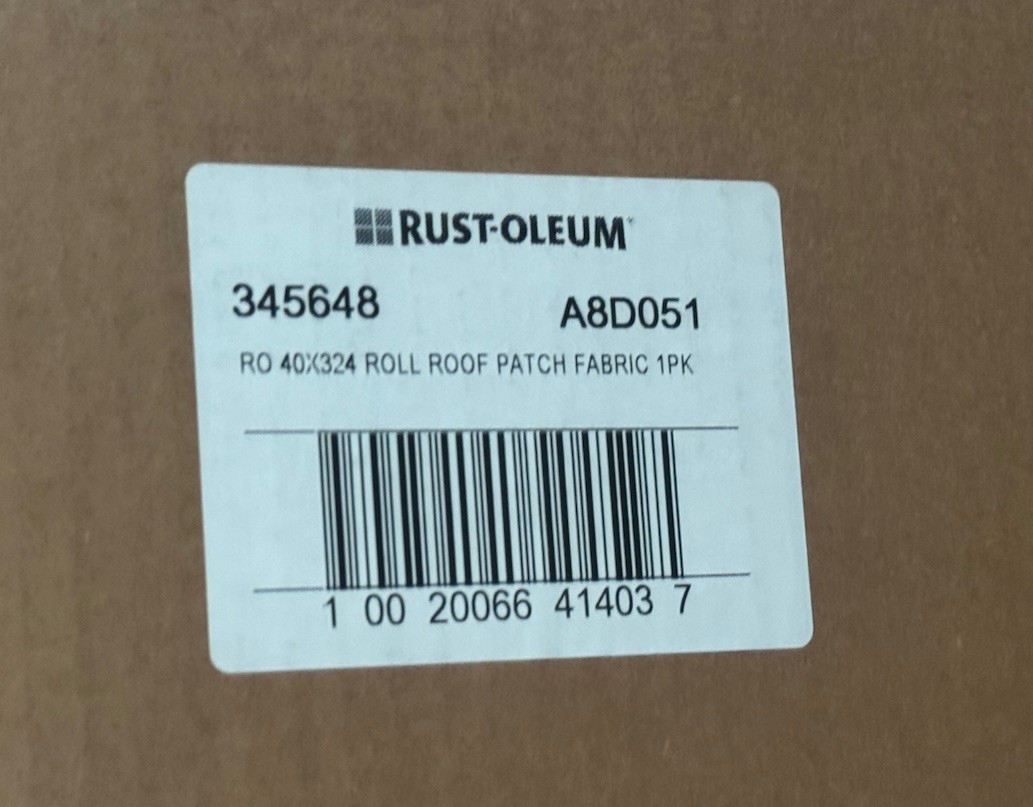 RUST-OLEUM
345648 A8D051
RO 40X324 ROLL ROOF PATCH FABRIC 1PK
1 00 20066 41403 7